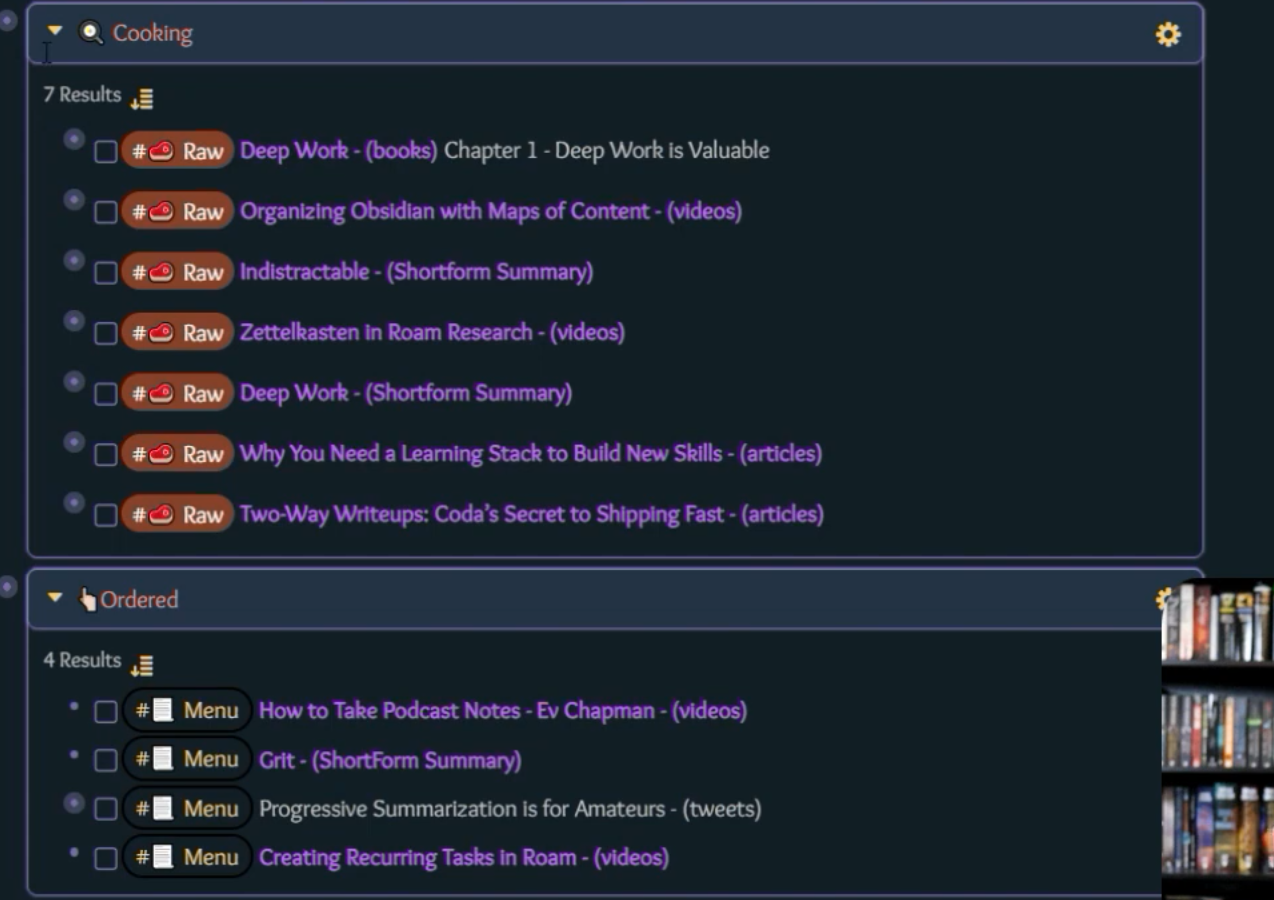 Cooking
7 Results
#🥩 Raw Deep Work - (books) Chapter 1 - Deep Work is Valuable
#🥩 Raw Organizing Obsidian with Maps of Content - (videos)
#🥩 Raw Indistractable - (Shortform Summary)
#🥩 Raw Zettelkasten in Roam Research - (videos)
#🥩 Raw Deep Work - (Shortform Summary)
#🥩 Raw Why You Need a Learning Stack to Build New Skills - (articles)
#🥩 Raw Two-Way Writeups: Coda's Secret to Shipping Fast - (articles)
Ordered
4 Results
#📃 Menu How to Take Podcast Notes - Ev Chapman - (videos)
#📃 Menu Grit - (ShortForm Summary)
#📃 Menu Progressive Summarization is for Amateurs - (tweets)
#📃 Menu Creating Recurring Tasks in Roam - (videos)